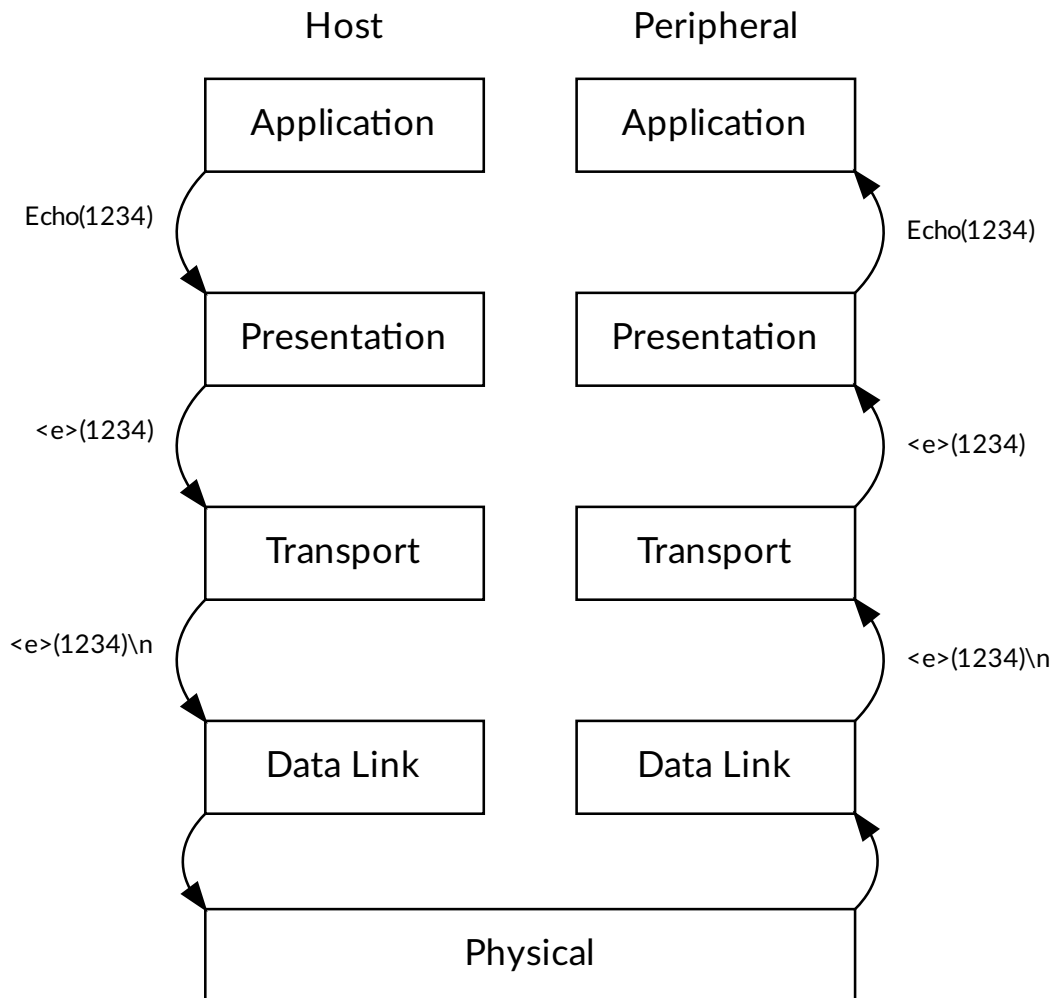 Host Peripheral
Application Application
Echo(1234) Echo(1234)
Presentation Presentation
<e>(1234) <e>(1234)
Transport Transport
<e>(1234)\n <e>(1234)\n
Data Link Data Link
Physical